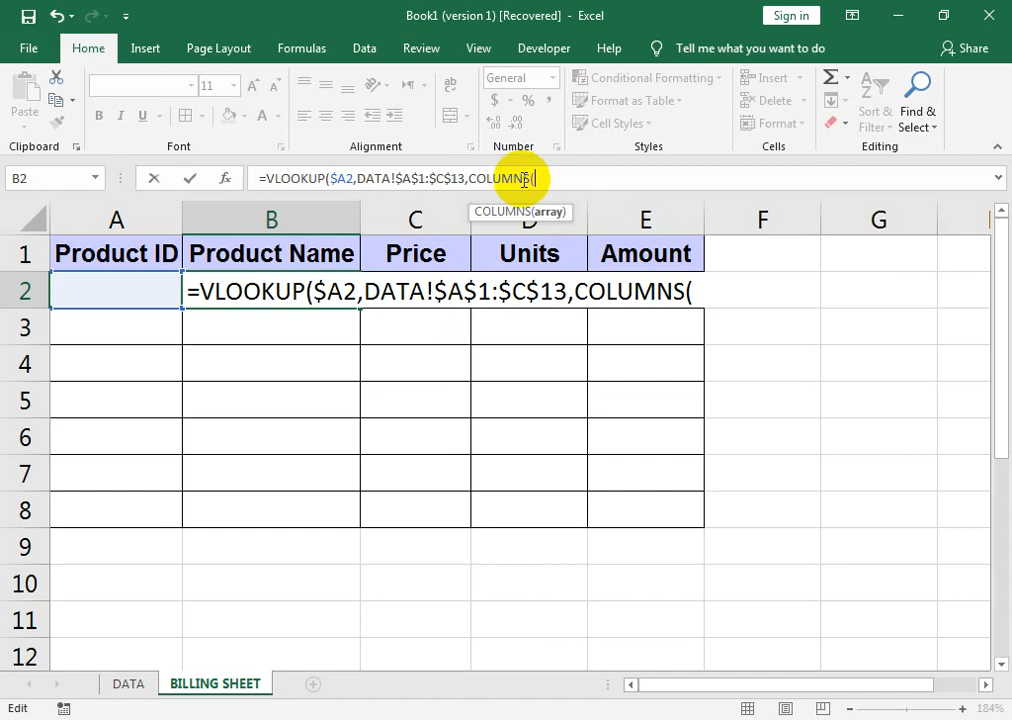 Book1 (version 1) [Recovered] - Excel
Sign in
File Home Insert Page Layout Formulas Data Review View Developer Help Tell me what you want to do Share
Paste
11
General
Conditional Formatting
Format as Table
Cell Styles
Insert
Delete
Format
Sort & Filter
Find & Select
Clipboard Font Alignment Number Styles Cells Editing
B2
fx
=VLOOKUP($A2,DATA!$A$1:$C$13,COLUMNS(
COLUMNS(array)
A B C D E F G
1 Product ID Product Name Price Units Amount
2 =VLOOKUP($A2,DATA!$A$1:$C$13,COLUMNS(
3
4
5
6
7
8
9
10
11
12
DATA BILLING SHEET
Edit
184%